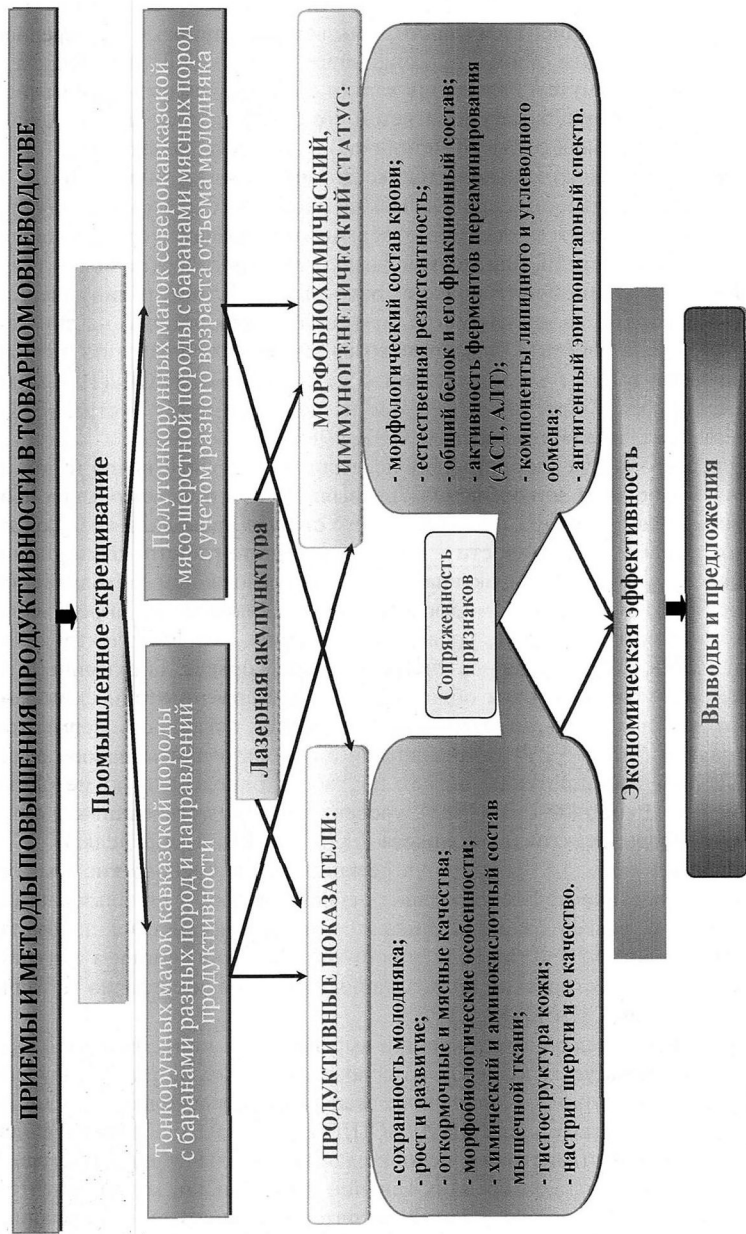 ПРИЕМЫ И МЕТОДЫ ПОВЫШЕНИЯ ПРОДУКТИВНОСТИ В ТОВАРНОМ ОВЦЕВОДСТВЕ
Промышленное скрещивание
Тонкорунных маток кавказской породы
с баранами разных пород и направлений
продуктивности
Полутонкорунных маток северокавказской
мясо-шерстной породы с баранами мясных пород
с учетом разного возраста отъема молодняка
Лазерная акупунктура
ПРОДУКТИВНЫЕ ПОКАЗАТЕЛИ:
- сохранность молодняка;
- рост и развитие;
- откормочные и мясные качества;
- морфобиологические особенности;
- химический и аминокислотный состав
мышечной ткани;
- гистоструктура кожи;
- настриг шерсти и ее качество.
МОРФОБИОХИМИЧЕСКИЙ,
ИММУНОГЕНЕТИЧЕСКИЙ СТАТУС:
- морфологический состав крови;
- естественная резистентность;
- общий белок и его фракционный состав;
- активность ферментов переаминирования
(АСТ, АЛТ);
- компоненты липидного и углеводного
обмена;
- антигенный эритроцитарный спектр.
Сопряженность
признаков
Экономическая эффективность
Выводы и предложения